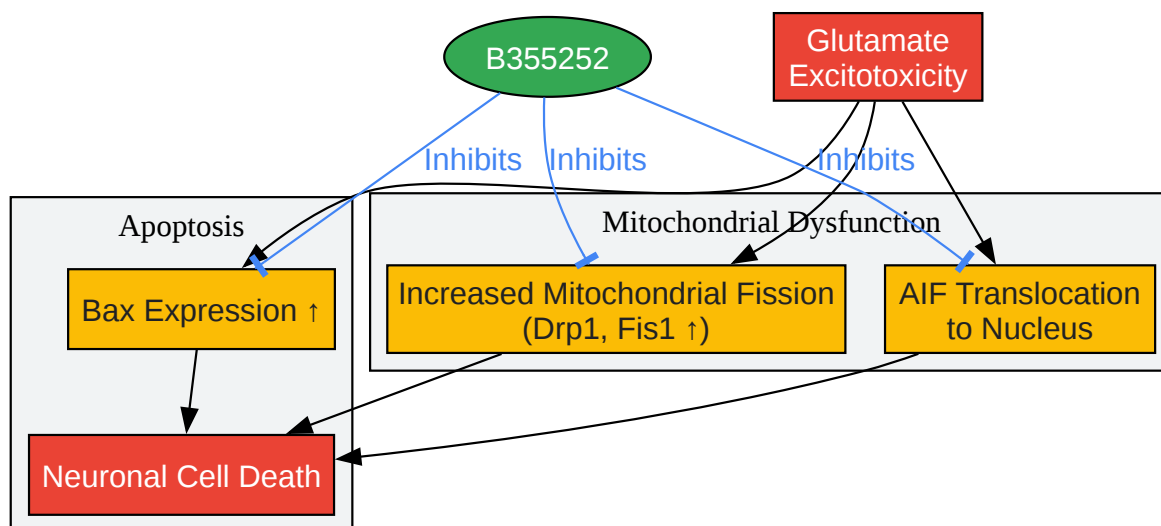 B355252
Glutamate
Excitotoxicity
Inhibits
Inhibits
Inhibits
Apoptosis
Mitochondrial Dysfunction
Bax Expression ↑
Increased Mitochondrial Fission
(Drp1, Fis1 ↑)
AIF Translocation
to Nucleus
Neuronal Cell Death